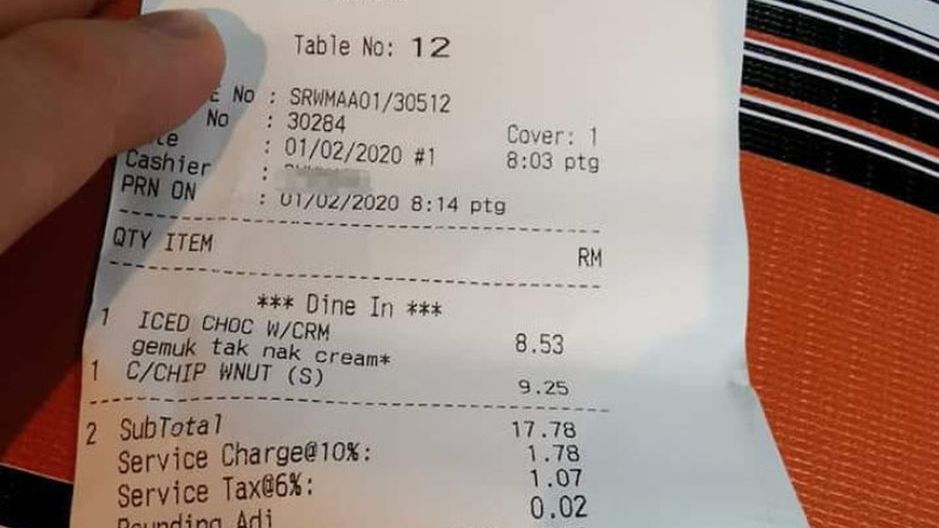 Table No: 12
E No : SRWMAA01/30512
No : 30284 Cover: 1
: 01/02/2020 #1 8:03 ptg
Cashier :
PRN ON : 01/02/2020 8:14 ptg
QTY ITEM RM
*** Dine In ***
1 ICED CHOC W/CRM 8.53
gemuk tak nak cream*
1 C/CHIP WNUT (S) 9.25
2 SubTotal 17.78
Service Charge@10%: 1.78
Service Tax@6%: 1.07
Rounding Adj 0.02